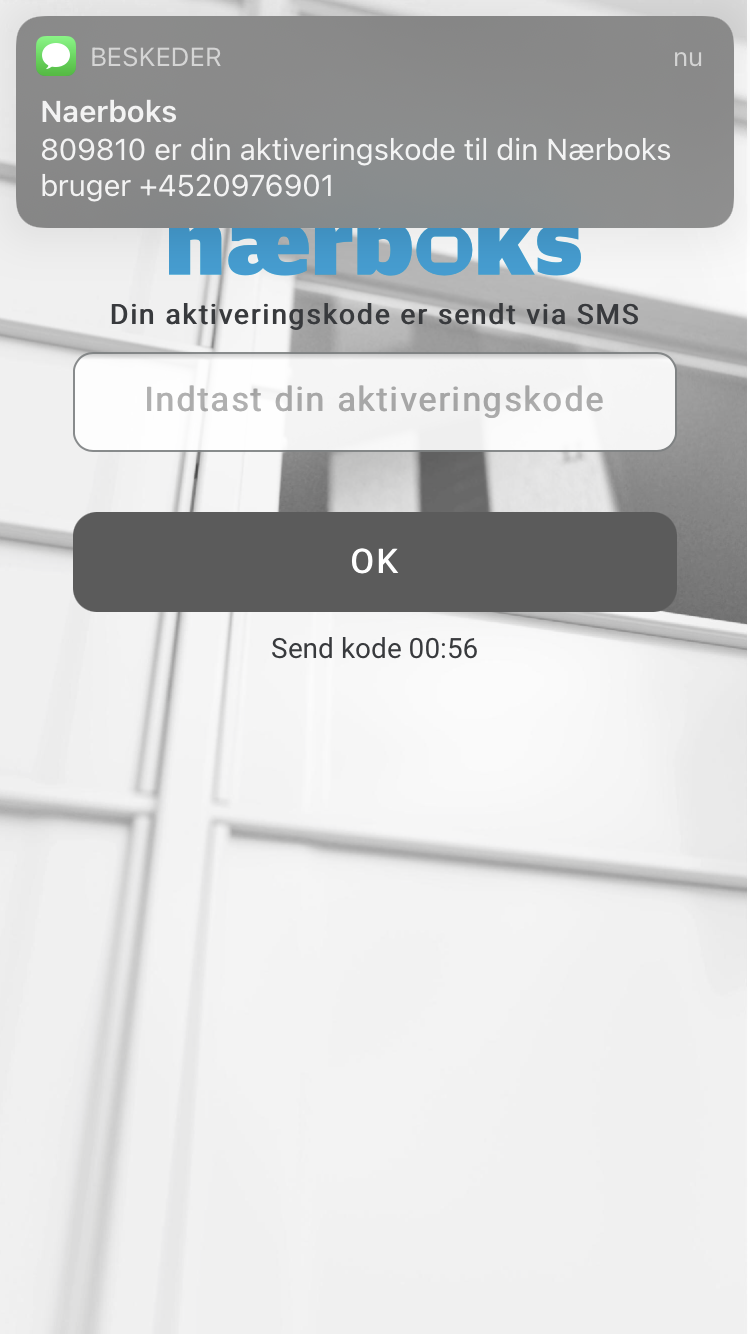 BESKEDER
nu
Naerboks
809810 er din aktiveringskode til din Nærboks
bruger +4520976901
nærboks
Din aktiveringskode er sendt via SMS
Indtast din aktiveringskode
OK
Send kode 00:56